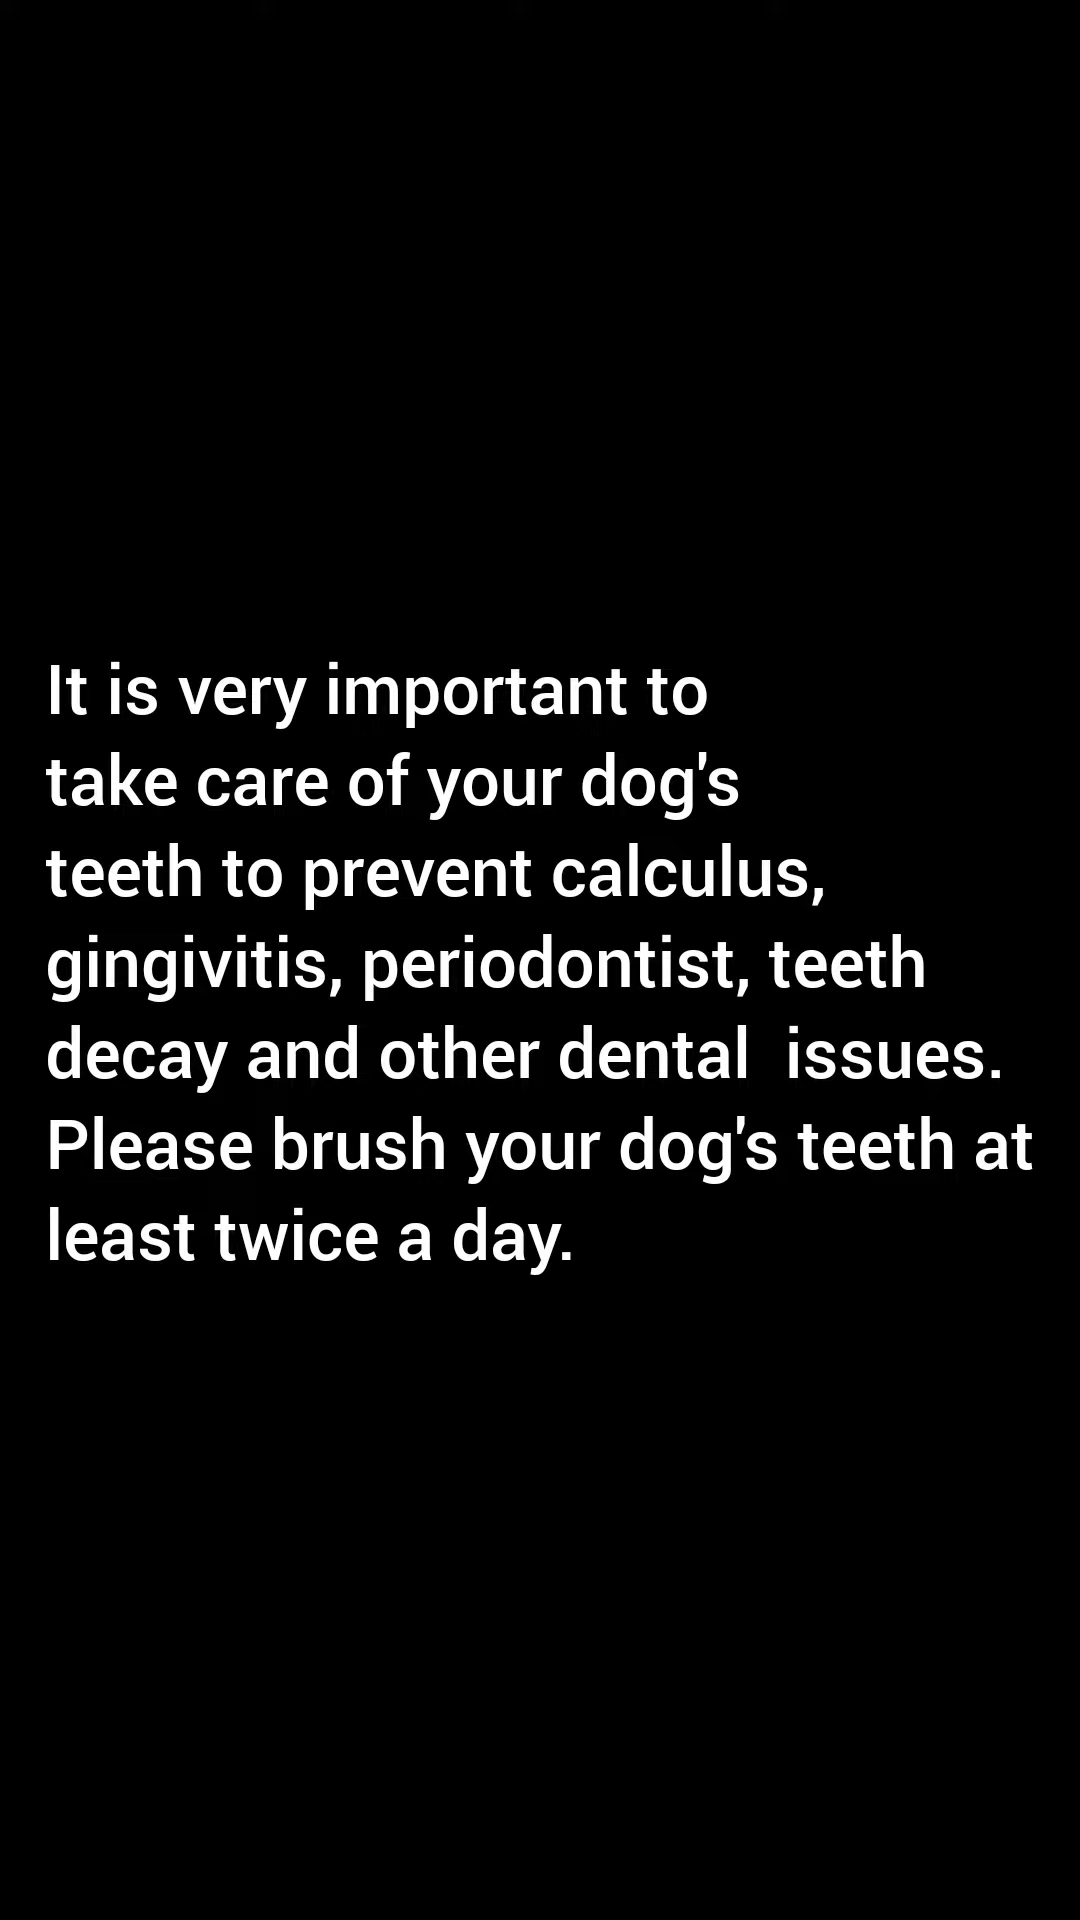 It is very important to
take care of your dog's
teeth to prevent calculus,
gingivitis, periodontist, teeth
decay and other dental  issues.
Please brush your dog's teeth at
least twice a day.